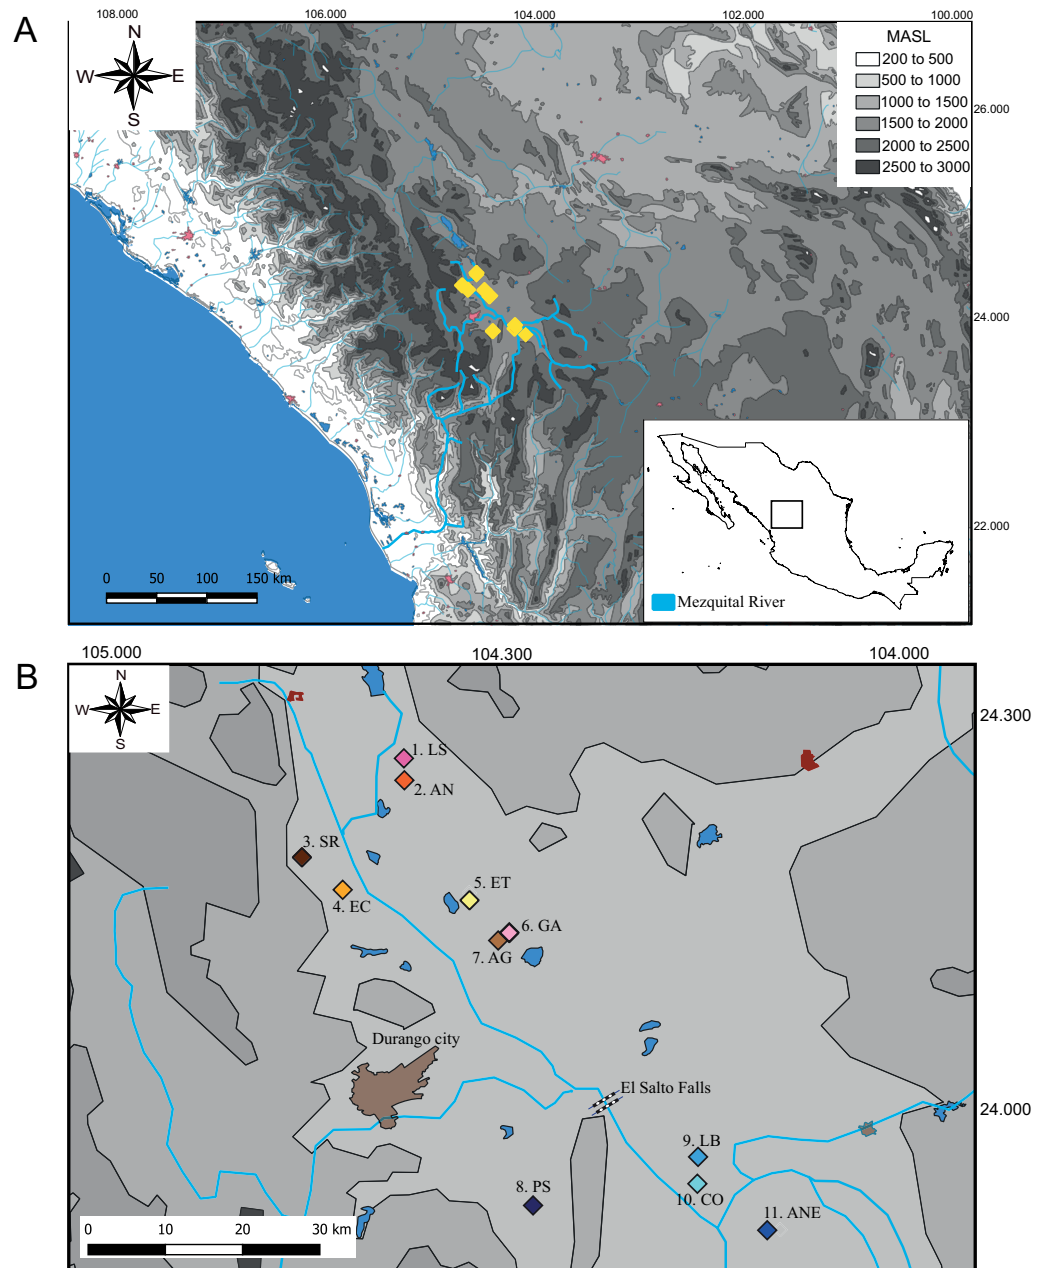 A
108.000 106.000 104.000 102.000 100.000
N
W E
S
MASL
200 to 500
500 to 1000
1000 to 1500
1500 to 2000
2000 to 2500
2500 to 3000
26.000
24.000
22.000
0 50 100 150 km
Mezquital River
B
105.000 104.300 104.000
N
W E
S
24.300
1. LS
2. AN
3. SR
4. EC
5. ET
6. GA
7. AG
Durango city
El Salto Falls
24.000
9. LB
8. PS
10. CO
11. ANE
0 10 20 30 km